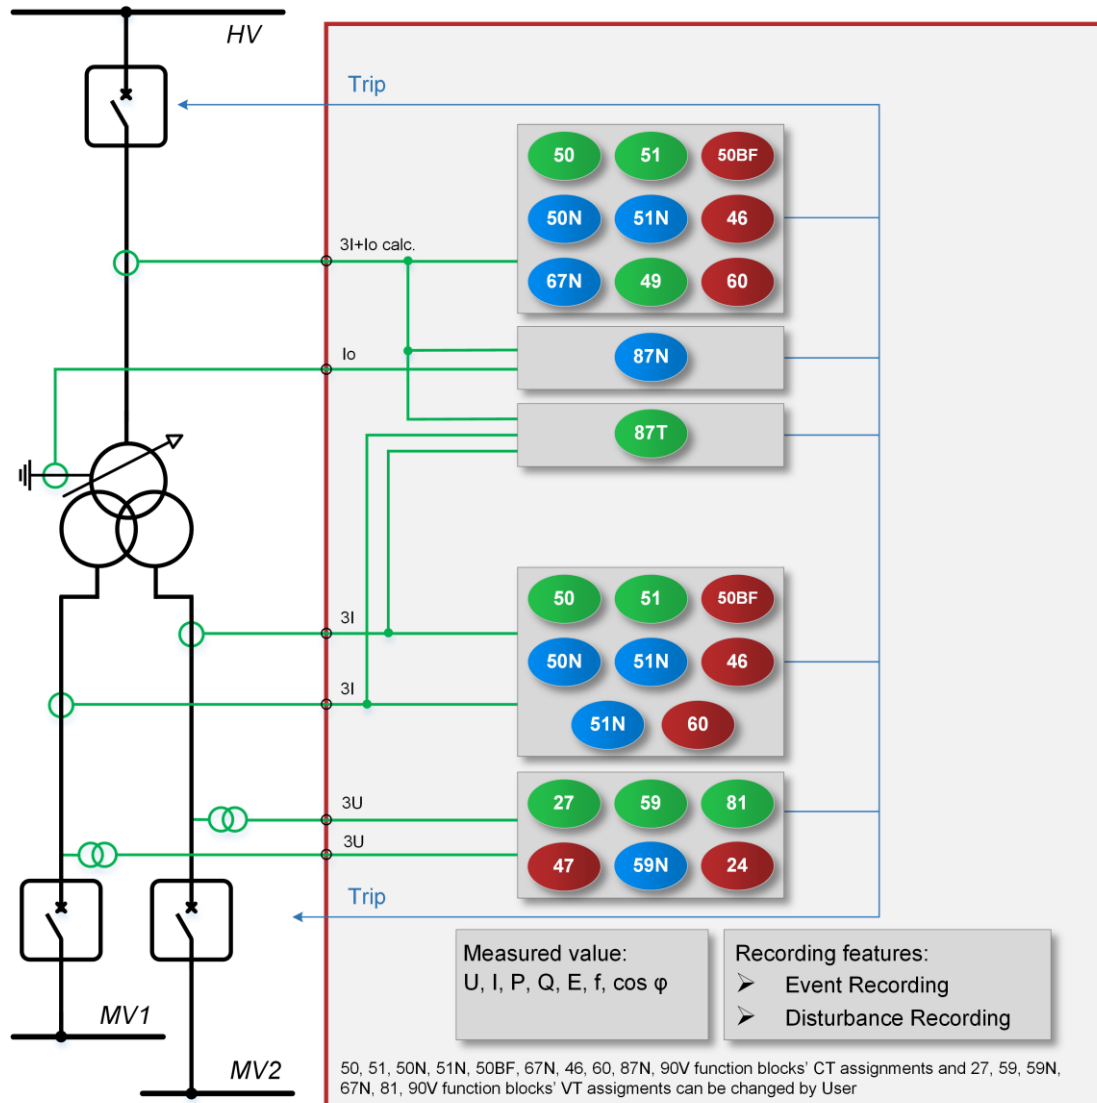 HV
Trip
50 51 50BF
3I+Io calc.
50N 51N 46
67N 49 60
Io
87N
87T
50 51 50BF
3I
50N 51N 46
3I
51N 60
3U
27 59 81
3U
47 59N 24
Trip
Measured value:
U, I, P, Q, E, f, cos φ
Recording features:
➢ Event Recording
➢ Disturbance Recording
MV1
MV2
50, 51, 50N, 51N, 50BF, 67N, 46, 60, 87N, 90V function blocks' CT assignments and 27, 59, 59N,
67N, 81, 90V function blocks' VT assigments can be changed by User